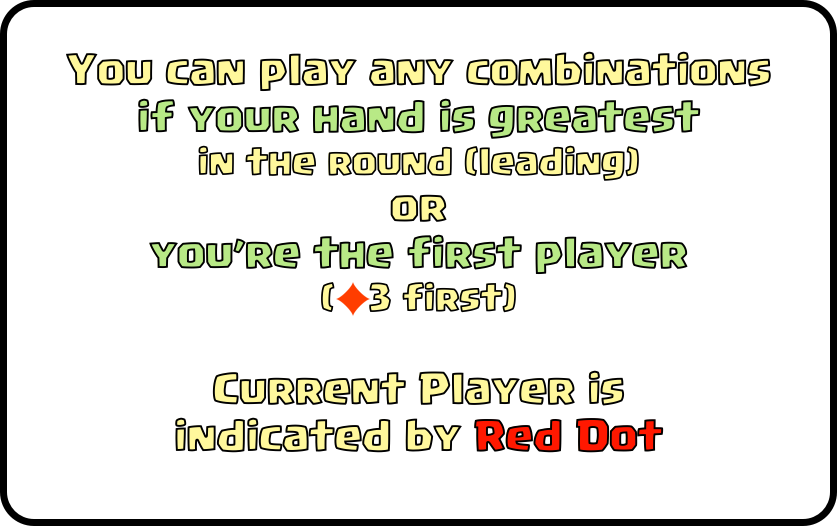 You can play any combinations
if your hand is greatest
in the round (leading)
or
you're the first player
(♦3 first)
Current Player is
indicated by Red Dot